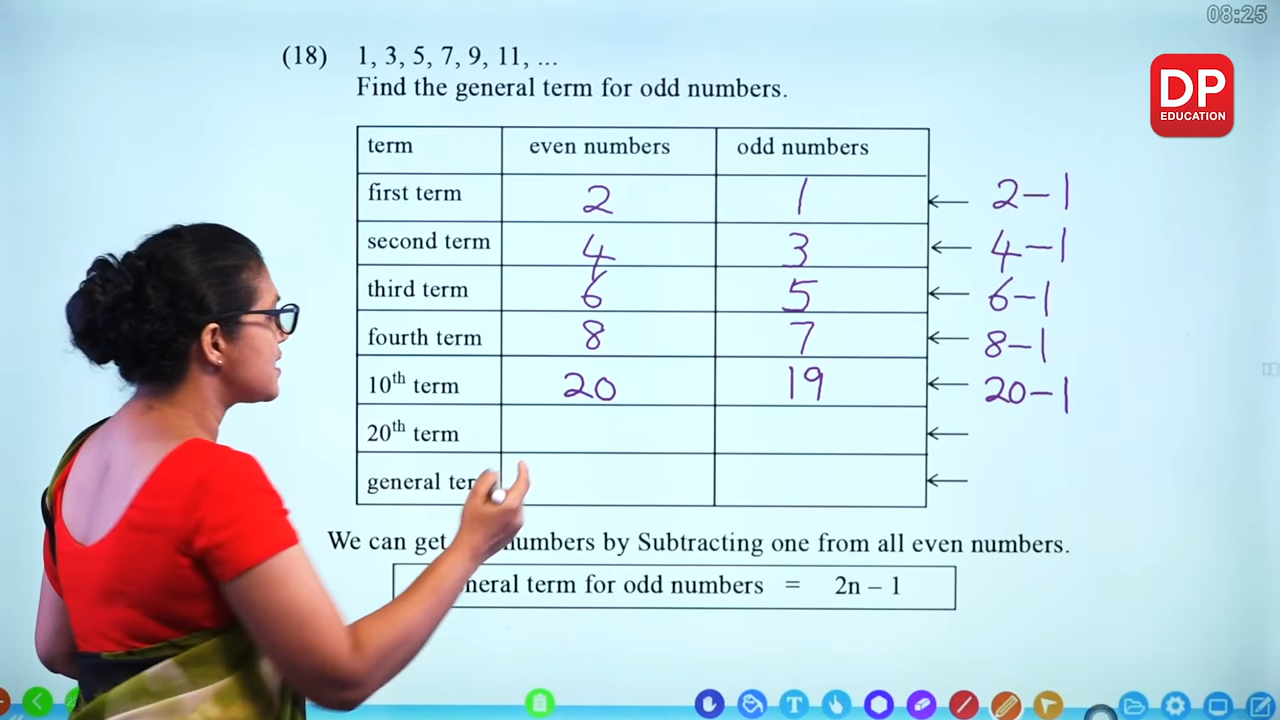 08:25
DP
EDUCATION
(18) 1, 3, 5, 7, 9, 11, ...
Find the general term for odd numbers.
term even numbers odd numbers
first term 2 1 ← 2-1
second term 4 3 ← 4-1
third term 6 5 ← 6-1
fourth term 8 7 ← 8-1
10th term 20 19 ← 20-1
20th term ←
general ter ←
We can get numbers by Subtracting one from all even numbers.
neral term for odd numbers = 2n – 1
T